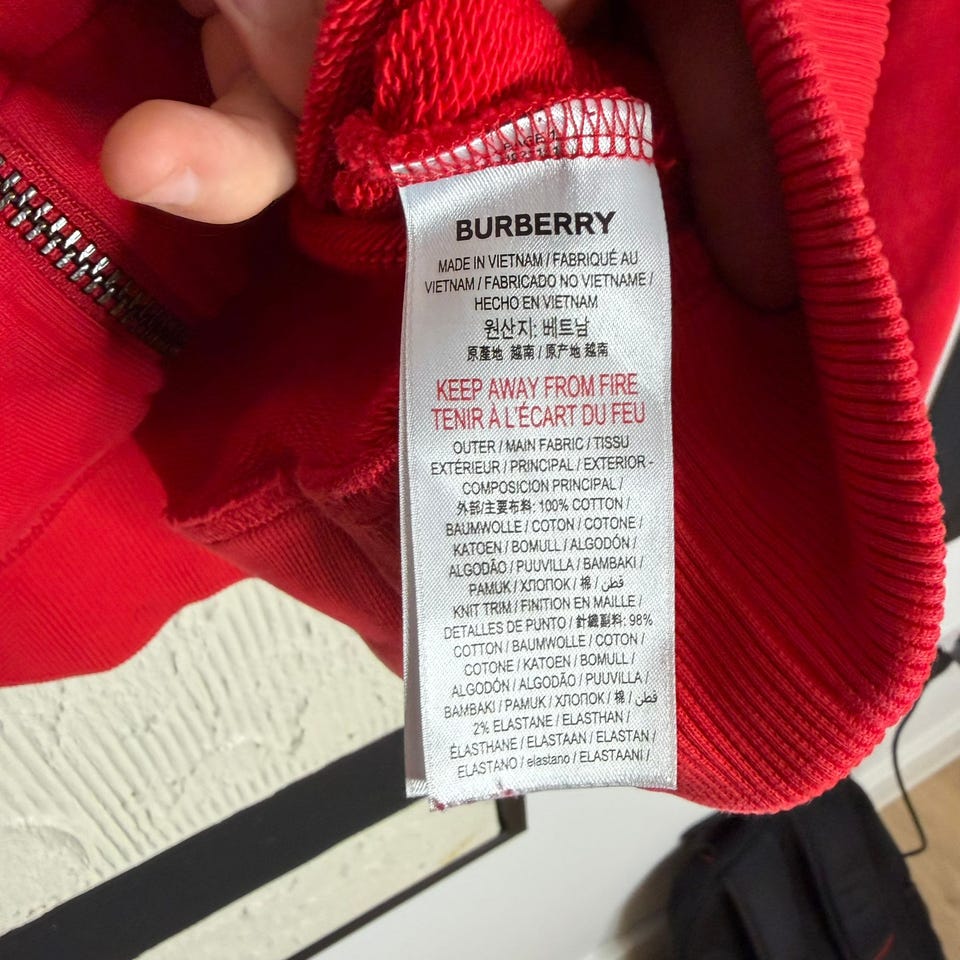 PAGE 1
BURBERRY
MADE IN VIETNAM / FABRIQUÉ AU
VIETNAM / FABRICADO NO VIETNAME /
HECHO EN VIETNAM
원산지: 베트남
原產地 越南 / 原产地 越南
KEEP AWAY FROM FIRE
TENIR À L'ÉCART DU FEU
OUTER / MAIN FABRIC / TISSU
EXTÉRIEUR / PRINCIPAL / EXTERIOR -
COMPOSICION PRINCIPAL /
外部/主要布料: 100% COTTON /
BAUMWOLLE / COTON / COTONE /
KATOEN / BOMULL / ALGODÓN /
ALGODÃO / PUUVILLA / BAMBAKI /
PAMUK / ХЛОПОК / 棉 / قطن /
KNIT TRIM / FINITION EN MAILLE /
DETALLES DE PUNTO / 針織副料: 98%
COTTON / BAUMWOLLE / COTON /
COTONE / KATOEN / BOMULL /
ALGODÓN / ALGODÃO / PUUVILLA /
BAMBAKI / PAMUK / ХЛОПОК / 棉 / قطن /
2% ELASTANE / ELASTHAN /
ÉLASTHANE / ELASTAAN / ELASTAN /
ELASTANO / elastano / ELASTAANI /